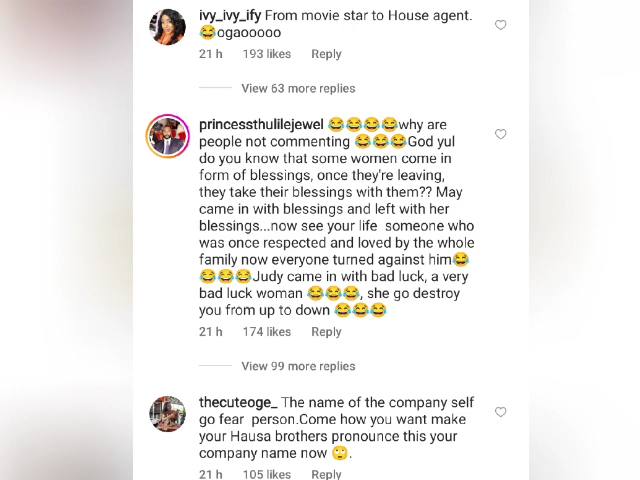 ivy_ivy_ify From movie star to House agent.
😂ogaooooo
21 h 193 likes Reply
View 63 more replies
princessthulilejewel 😂😂😂😂why are
people not commenting 😂😂😂God yul
do you know that some women come in
form of blessings, once they're leaving,
they take their blessings with them?? May
came in with blessings and left with her
blessings...now see your life someone who
was once respected and loved by the whole
family now everyone turned against him😂
😂😂😂Judy came in with bad luck, a very
bad luck woman 😂😂😂, she go destroy
you from up to down 😂😂😂
21 h 174 likes Reply
View 99 more replies
thecuteoge_ The name of the company self
go fear person.Come how you want make
your Hausa brothers pronounce this your
company name now 🙄.
21 h 105 likes Reply